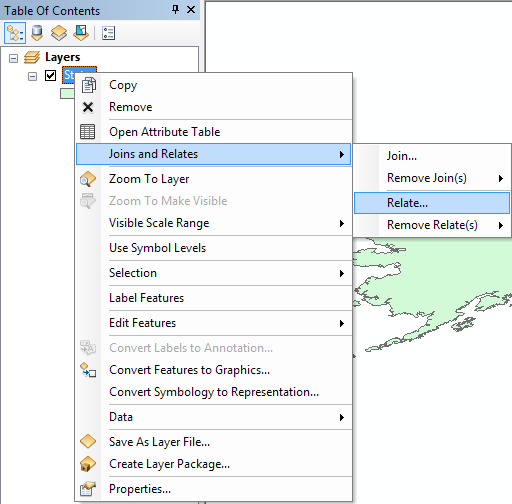 Table Of Contents
Layers
Copy
Remove
Open Attribute Table
Joins and Relates
Join...
Remove Join(s)
Relate...
Remove Relate(s)
Zoom To Layer
Zoom To Make Visible
Visible Scale Range
Use Symbol Levels
Selection
Label Features
Edit Features
Convert Labels to Annotation...
Convert Features to Graphics...
Convert Symbology to Representation...
Data
Save As Layer File...
Create Layer Package...
Properties...